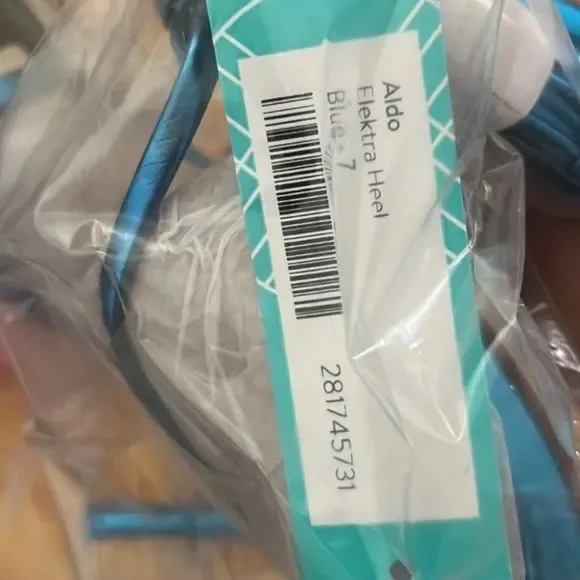 Aldo
Elektra Heel
Blue - 7
281745731